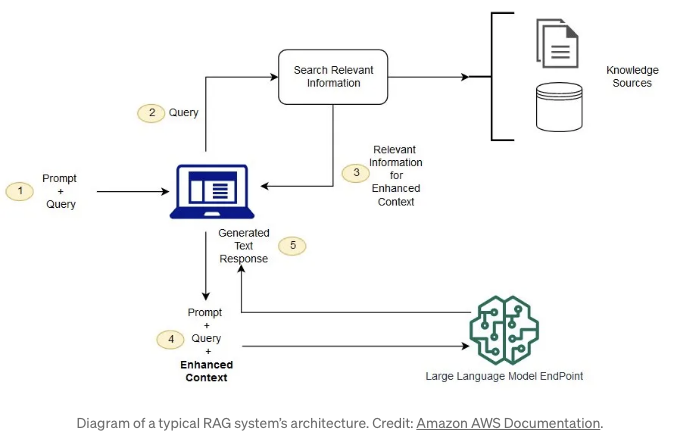 Search Relevant
Information
Knowledge
Sources
2
Query
Relevant
Information
for
Enhanced
Context
3
1
Prompt
+
Query
Generated
Text
Response
5
Prompt
+
Query
+
Enhanced
Context
4
Large Language Model EndPoint
Diagram of a typical RAG system's architecture. Credit: Amazon AWS Documentation.